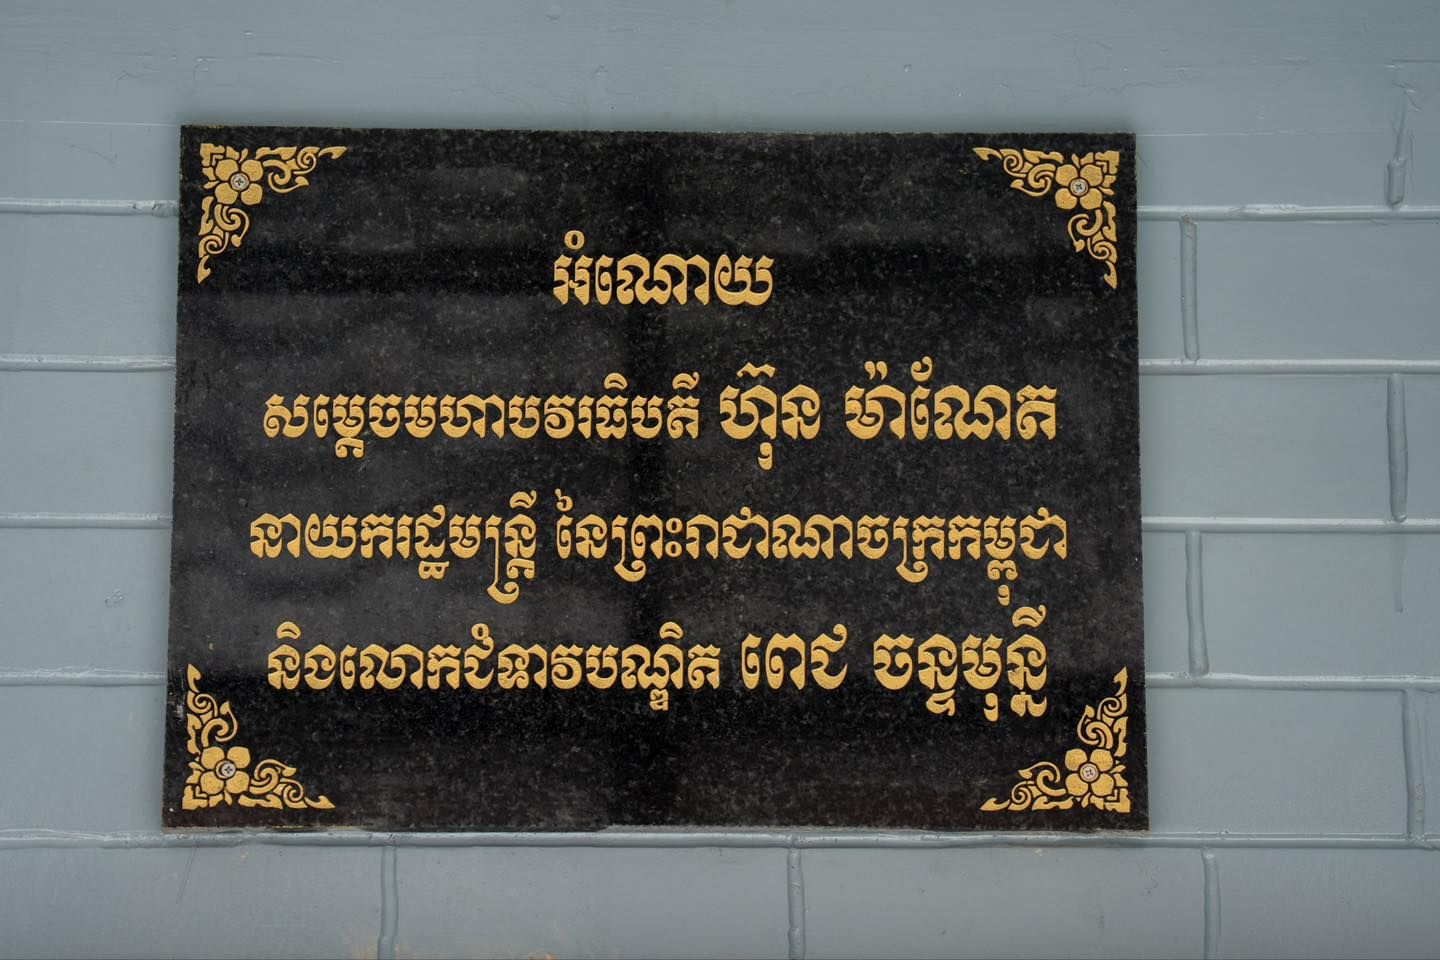 អំណោយ
សម្តេចមហាបវរធិបតី ហ៊ុន ម៉ាណែត
នាយករដ្ឋមន្ត្រី នៃព្រះរាជាណាចក្រកម្ពុជា
និងលោកជំទាវបណ្ឌិត ពេជ ចន្ទមុន្នី